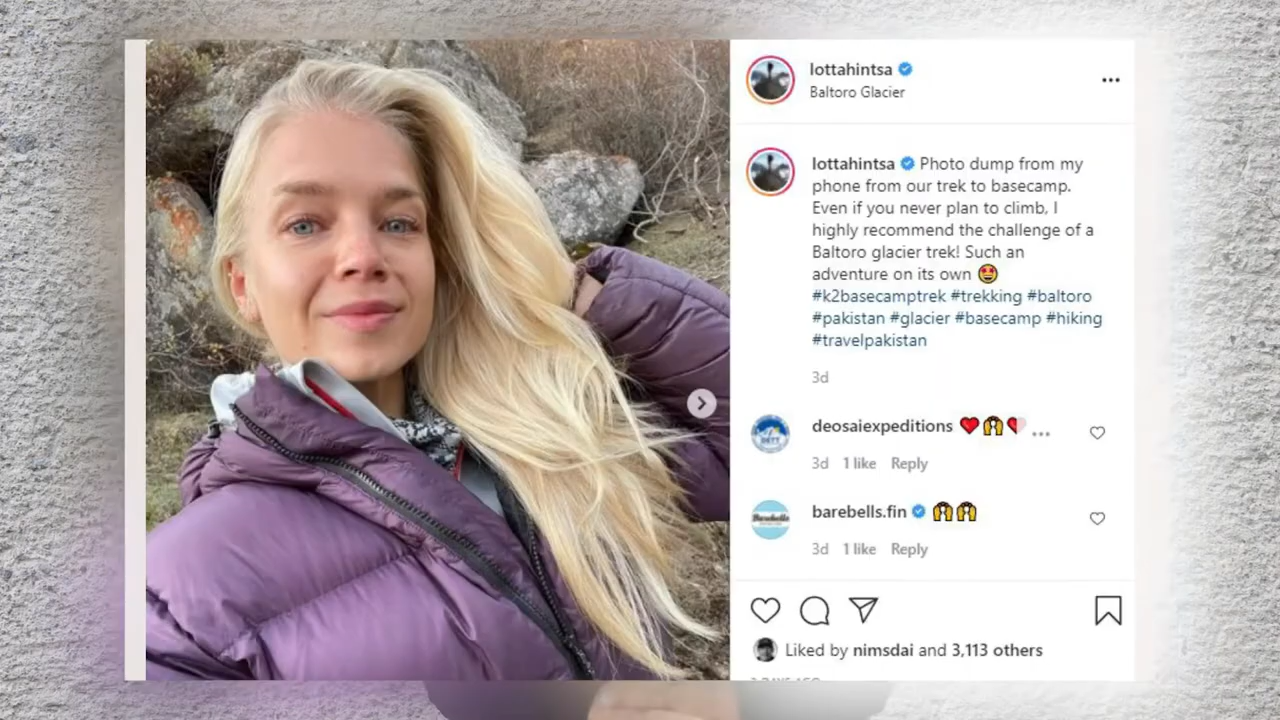 lottahintsa
Baltoro Glacier
lottahintsa Photo dump from my
phone from our trek to basecamp.
Even if you never plan to climb, I
highly recommend the challenge of a
Baltoro glacier trek! Such an
adventure on its own 🤩
#k2basecamptrek #trekking #baltoro
#pakistan #glacier #basecamp #hiking
#travelpakistan
3d
deosaiexpeditions
3d 1 like Reply
barebells.fin
3d 1 like Reply
Liked by nimsdai and 3,113 others